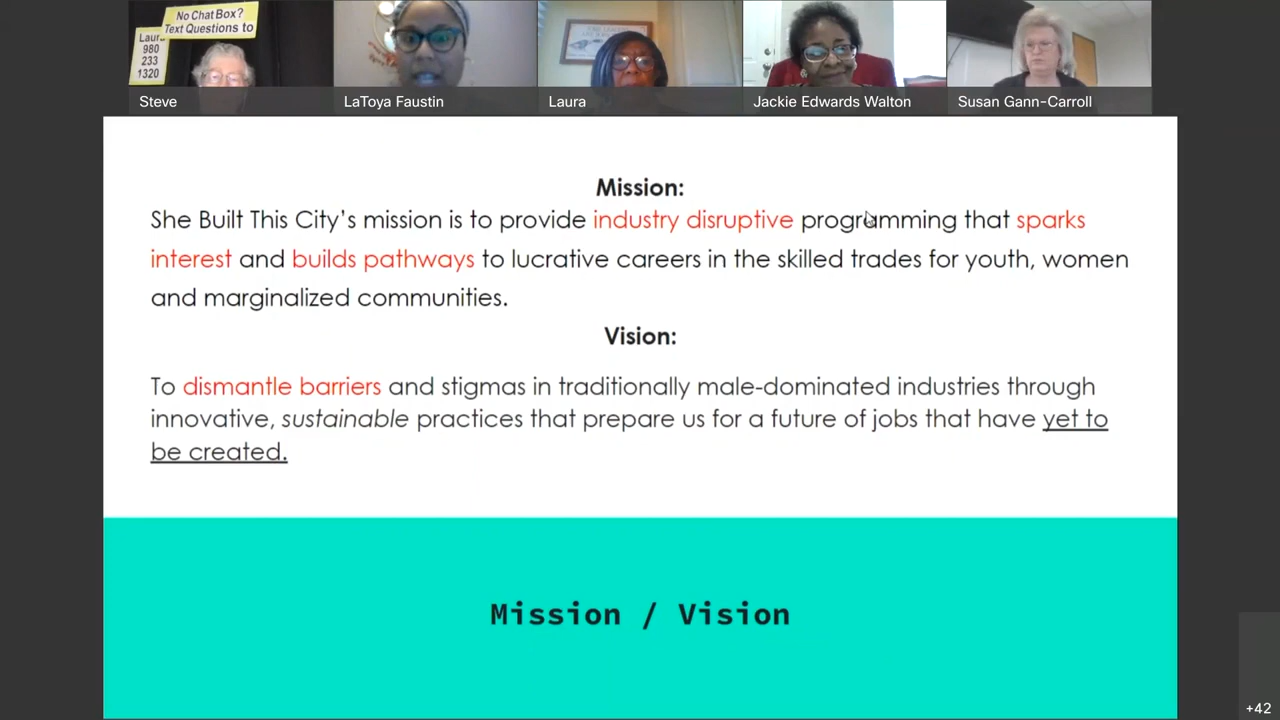 No Chat Box?
Text Questions to
Laura
980
233
1320
Steve
LaToya Faustin
Laura
Jackie Edwards Walton
Susan Gann-Carroll
Mission:
She Built This City’s mission is to provide industry disruptive programming that sparks
interest and builds pathways to lucrative careers in the skilled trades for youth, women
and marginalized communities.
Vision:
To dismantle barriers and stigmas in traditionally male-dominated industries through
innovative, sustainable practices that prepare us for a future of jobs that have yet to
be created.
Mission / Vision
+42